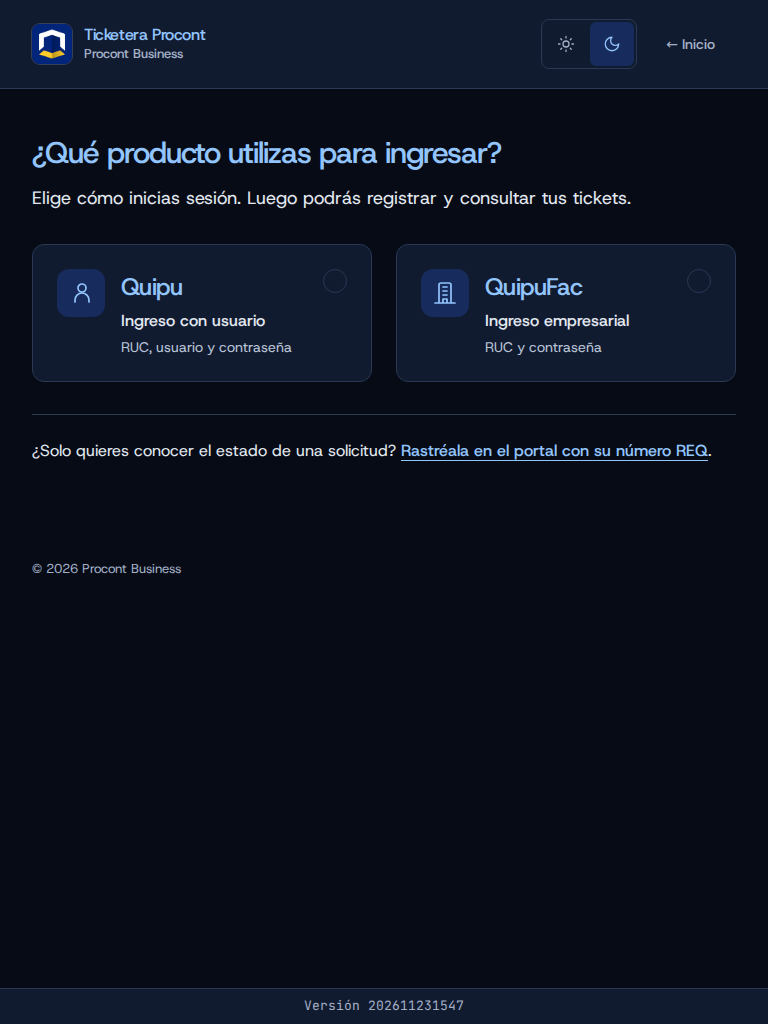 Ticketera Procont
Procont Business
← Inicio
¿Qué producto utilizas para ingresar?
Elige cómo inicias sesión. Luego podrás registrar y consultar tus tickets.
Quipu
Ingreso con usuario
RUC, usuario y contraseña
QuipuFac
Ingreso empresarial
RUC y contraseña
¿Solo quieres conocer el estado de una solicitud? Rastréala en el portal con su número REQ.
© 2026 Procont Business
Versión 202611231547